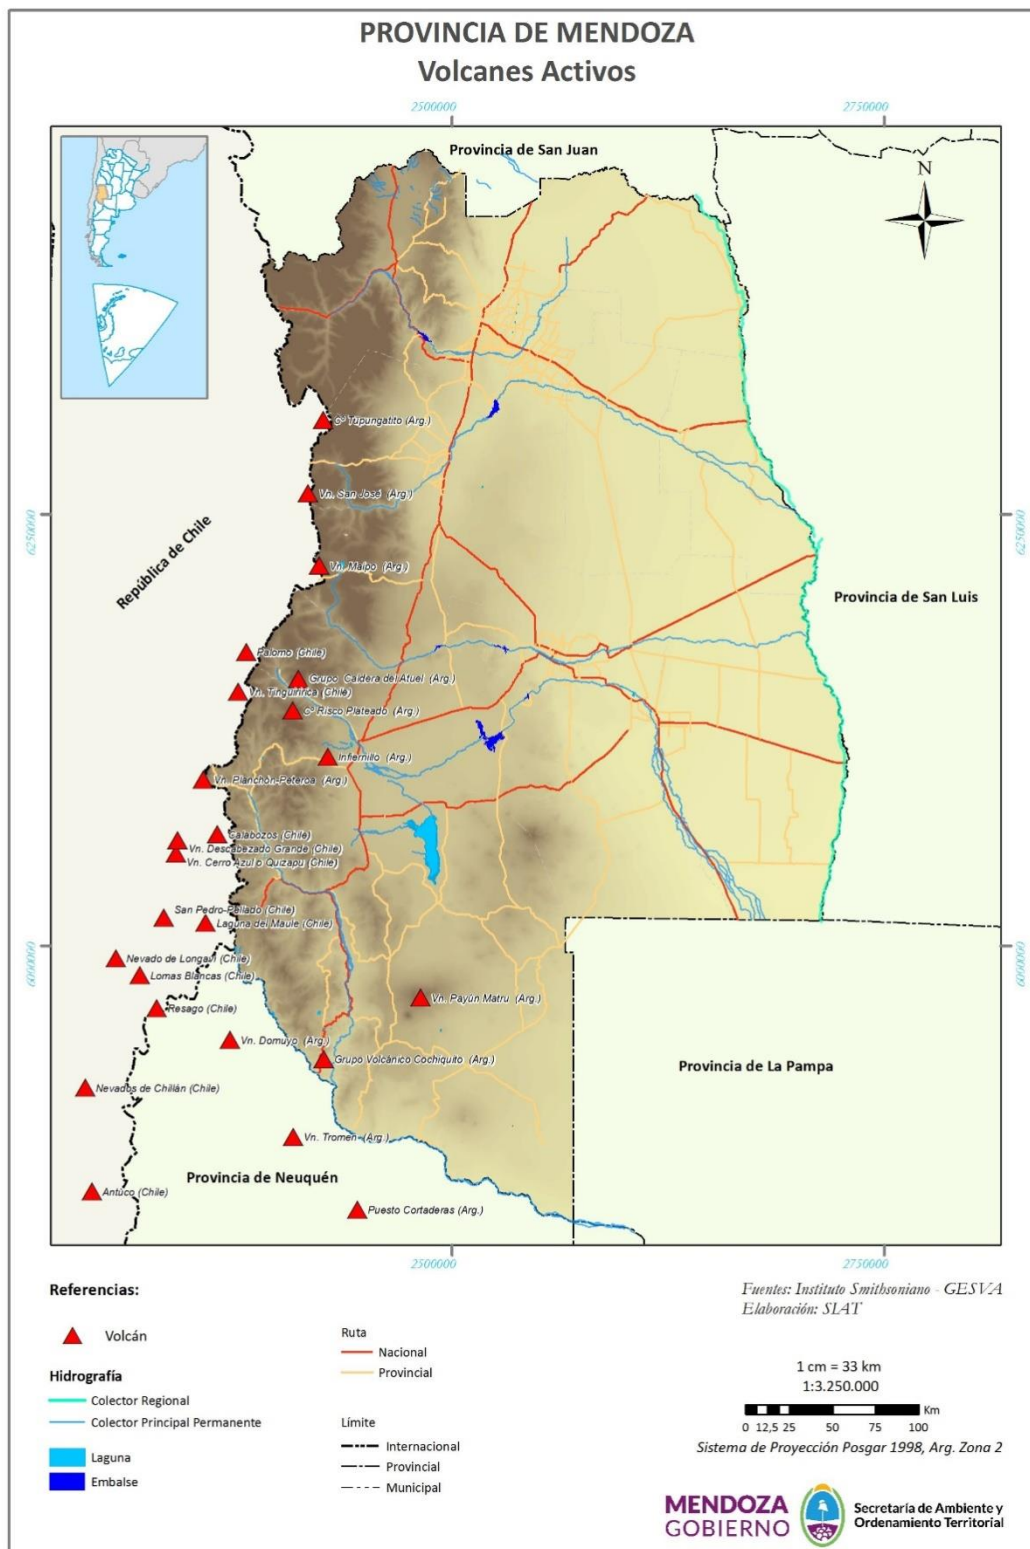 PROVINCIA DE MENDOZA
Volcanes Activos
2500000
2750000
Provincia de San Juan
N
Cº Tupungatito (Arg.)
Vn. San José (Arg.)
6250000
6250000
República de Chile
Vn. Maipo (Arg.)
Provincia de San Luis
Palomo (Chile)
Grupo Caldera del Atuel (Arg.)
Vn. Tinguiririca (Chile)
Cº Risco Plateado (Arg.)
Infiernillo (Arg.)
Vn. Planchón-Peteroa (Arg.)
Calabozos (Chile)
Vn. Descabezado Grande (Chile)
Vn. Cerro Azul o Quizapu (Chile)
San Pedro-Pellado (Chile)
Laguna del Maule (Chile)
6000000
6000000
Nevado de Longaví (Chile)
Lomas Blancas (Chile)
Resago (Chile)
Vn. Payún Matru (Arg.)
Vn. Domuyo (Arg.)
Grupo Volcánico Cochiquito (Arg.)
Provincia de La Pampa
Nevados de Chillán (Chile)
Vn. Tromen (Arg.)
Provincia de Neuquén
Antuco (Chile)
Puesto Cortaderas (Arg.)
2500000
2750000
Referencias:
Volcán
Hidrografía
Colector Regional
Colector Principal Permanente
Laguna
Embalse
Ruta
Nacional
Provincial
Límite
Internacional
Provincial
Municipal
Fuentes: Instituto Smithsoniano - GESVA
Elaboración: SLAT
1 cm = 33 km
1:3.250.000
Km
0 12,5 25 50 75 100
Sistema de Proyección Posgar 1998, Arg. Zona 2
MENDOZA
GOBIERNO
Secretaría de Ambiente y
Ordenamiento Territorial